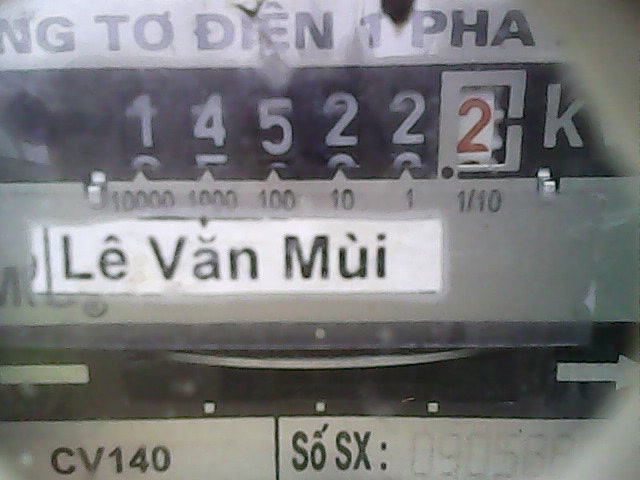 NG TƠ ĐIỆN 1 PHA
1 4 5 2 2 2 K
10000 1000 100 10 1 1/10
Lê Văn Mùi
CV140 Số SX: